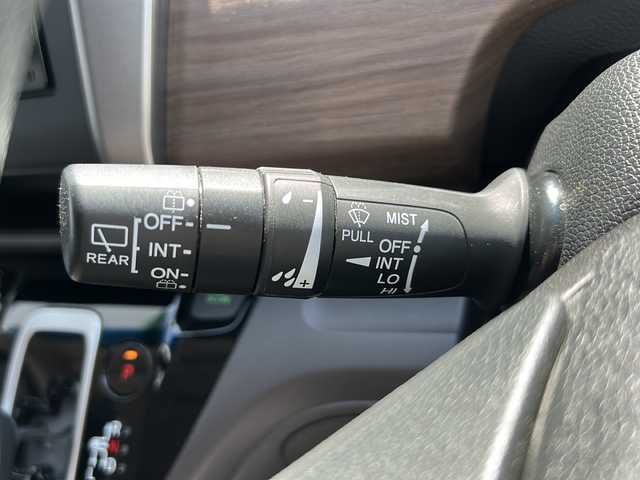 OFF
INT
REAR
ON
-
+
PULL
MIST
OFF
INT
LO
HI